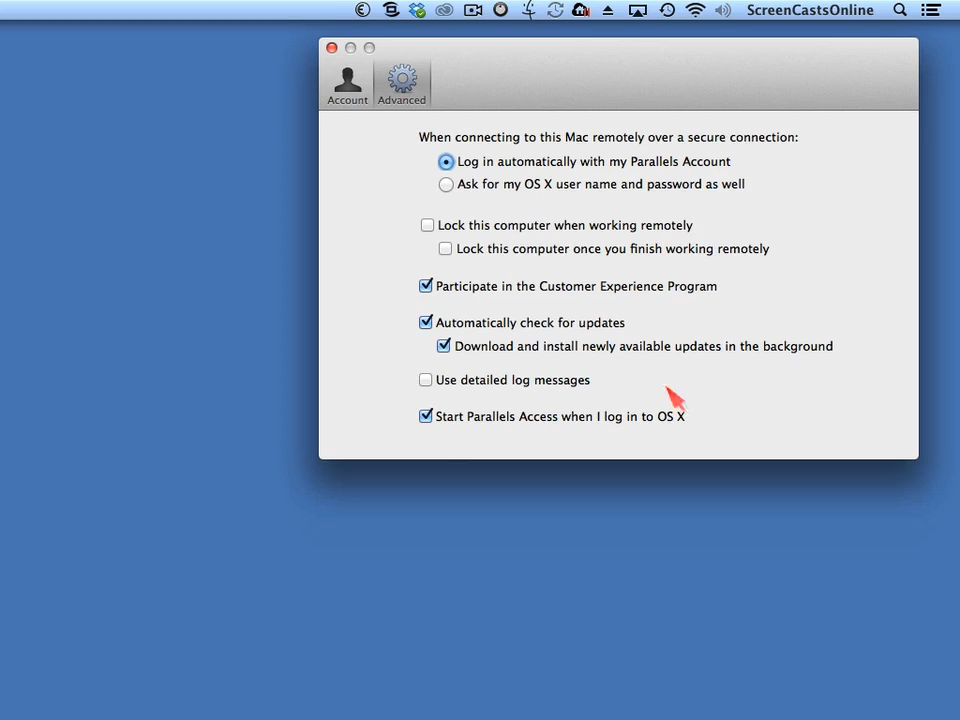 ScreenCastsOnline
Account
Advanced
When connecting to this Mac remotely over a secure connection:
Log in automatically with my Parallels Account
Ask for my OS X user name and password as well
Lock this computer when working remotely
Lock this computer once you finish working remotely
Participate in the Customer Experience Program
Automatically check for updates
Download and install newly available updates in the background
Use detailed log messages
Start Parallels Access when I log in to OS X